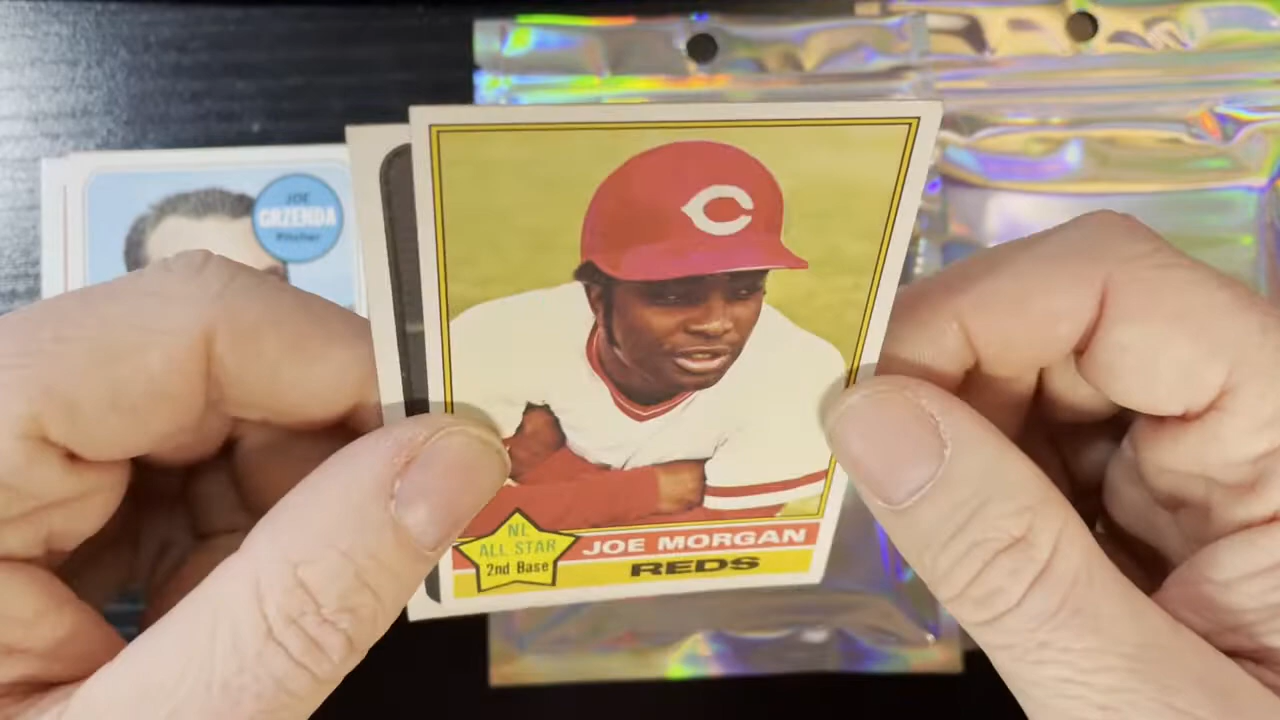 JOE
GRZENDA
Pitcher
C
NL
ALL STAR
2nd Base
JOE MORGAN
REDS